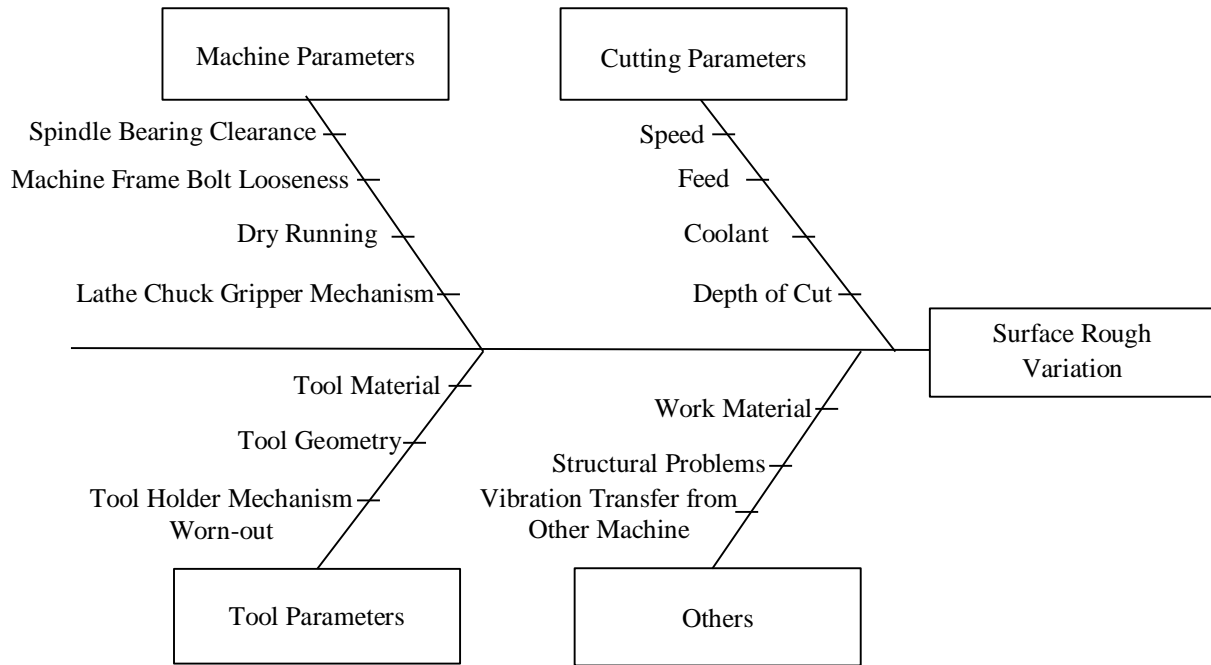 Machine Parameters
Cutting Parameters
Spindle Bearing Clearance
Machine Frame Bolt Looseness
Dry Running
Lathe Chuck Gripper Mechanism
Speed
Feed
Coolant
Depth of Cut
Surface Rough
Variation
Tool Material
Tool Geometry
Tool Holder Mechanism
Worn-out
Work Material
Structural Problems
Vibration Transfer from
Other Machine
Tool Parameters
Others